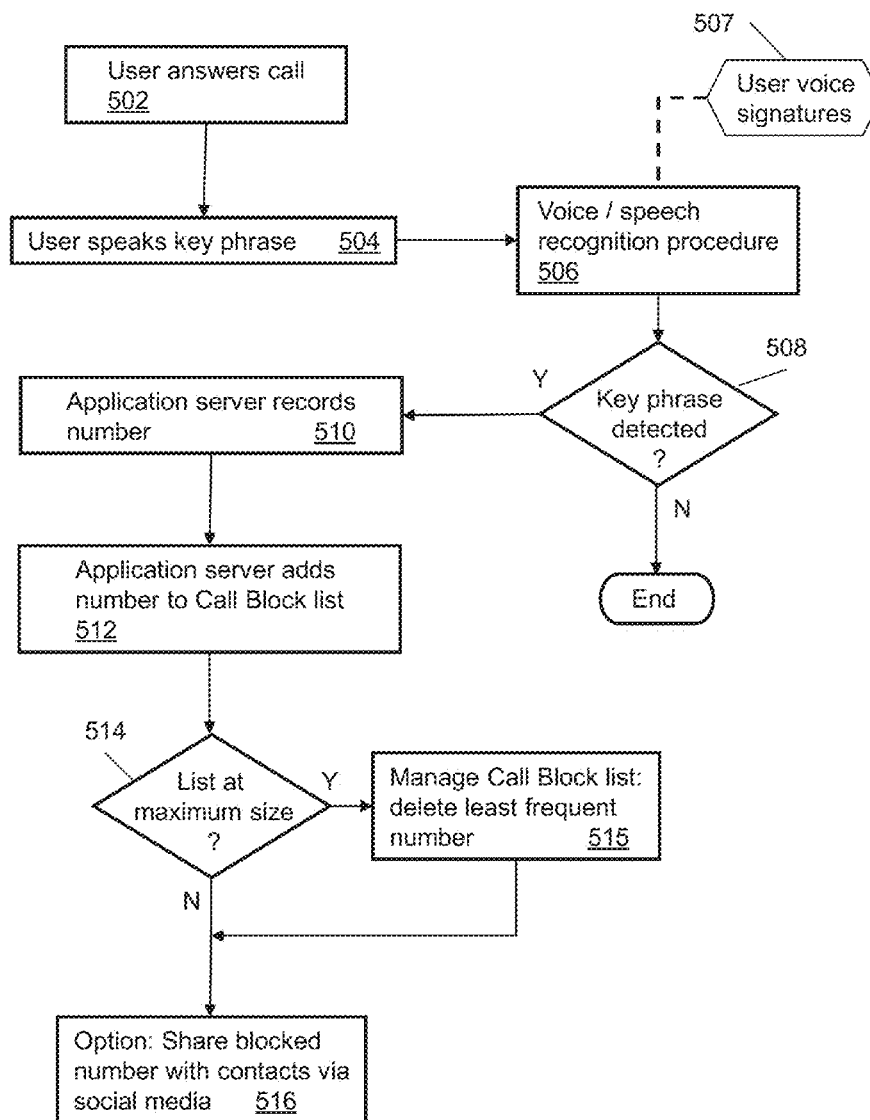 507
User answers call
502
User voice
signatures
User speaks key phrase 504
Voice / speech
recognition procedure
506
508
Y
Key phrase
detected
?
Application server records
number 510
N
End
Application server adds
number to Call Block list
512
514
List at
maximum size
?
Y
Manage Call Block list:
delete least frequent
number 515
N
Option: Share blocked
number with contacts via
social media 516